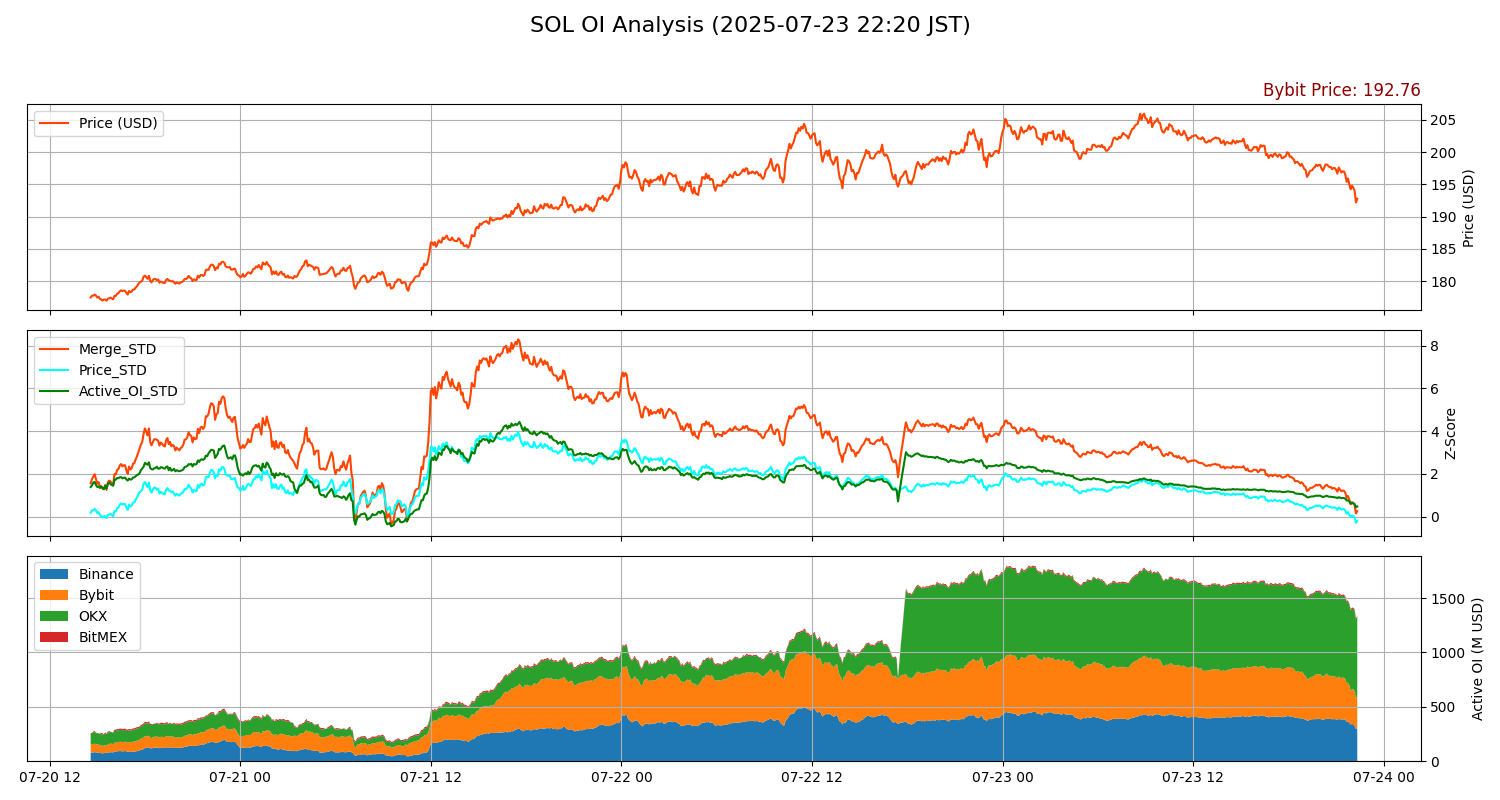 SOL OI Analysis (2025-07-23 22:20 JST)
Bybit Price: 192.76
Price (USD)
205
200
195
190
185
180
Price (USD)
Merge_STD
Price_STD
Active_OI_STD
8
6
4
2
0
Z-Score
Binance
Bybit
OKX
BitMEX
1500
1000
500
0
Active OI (M USD)
07-20 12
07-21 00
07-21 12
07-22 00
07-22 12
07-23 00
07-23 12
07-24 00